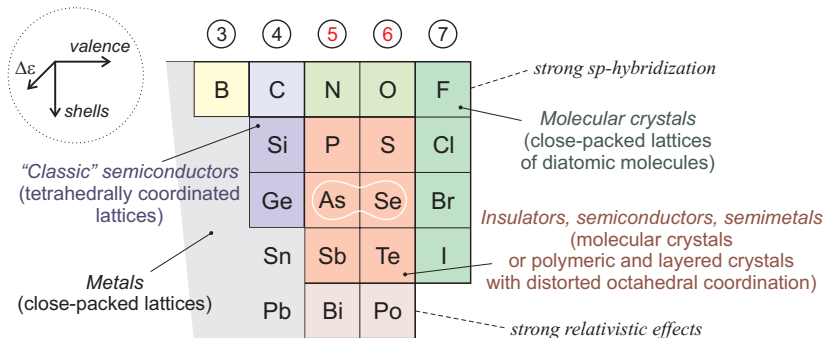 ③ ④ ⑤ ⑥ ⑦
valence
Δε
shells
B C N O F
Si P S Cl
Ge As Se Br
Sn Sb Te I
Pb Bi Po
strong sp-hybridization
Molecular crystals
(close-packed lattices
of diatomic molecules)
"Classic" semiconductors
(tetrahedrally coordinated
lattices)
Insulators, semiconductors, semimetals
(molecular crystals
or polymeric and layered crystals
with distorted octahedral coordination)
Metals
(close-packed lattices)
strong relativistic effects